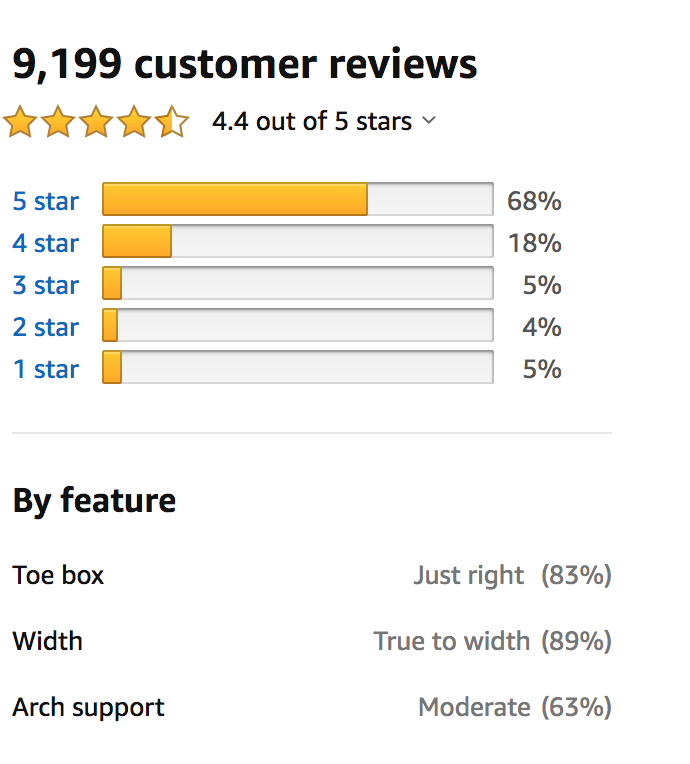 9,199 customer reviews
4.4 out of 5 stars
5 star 68%
4 star 18%
3 star 5%
2 star 4%
1 star 5%
By feature
Toe box Just right (83%)
Width True to width (89%)
Arch support Moderate (63%)